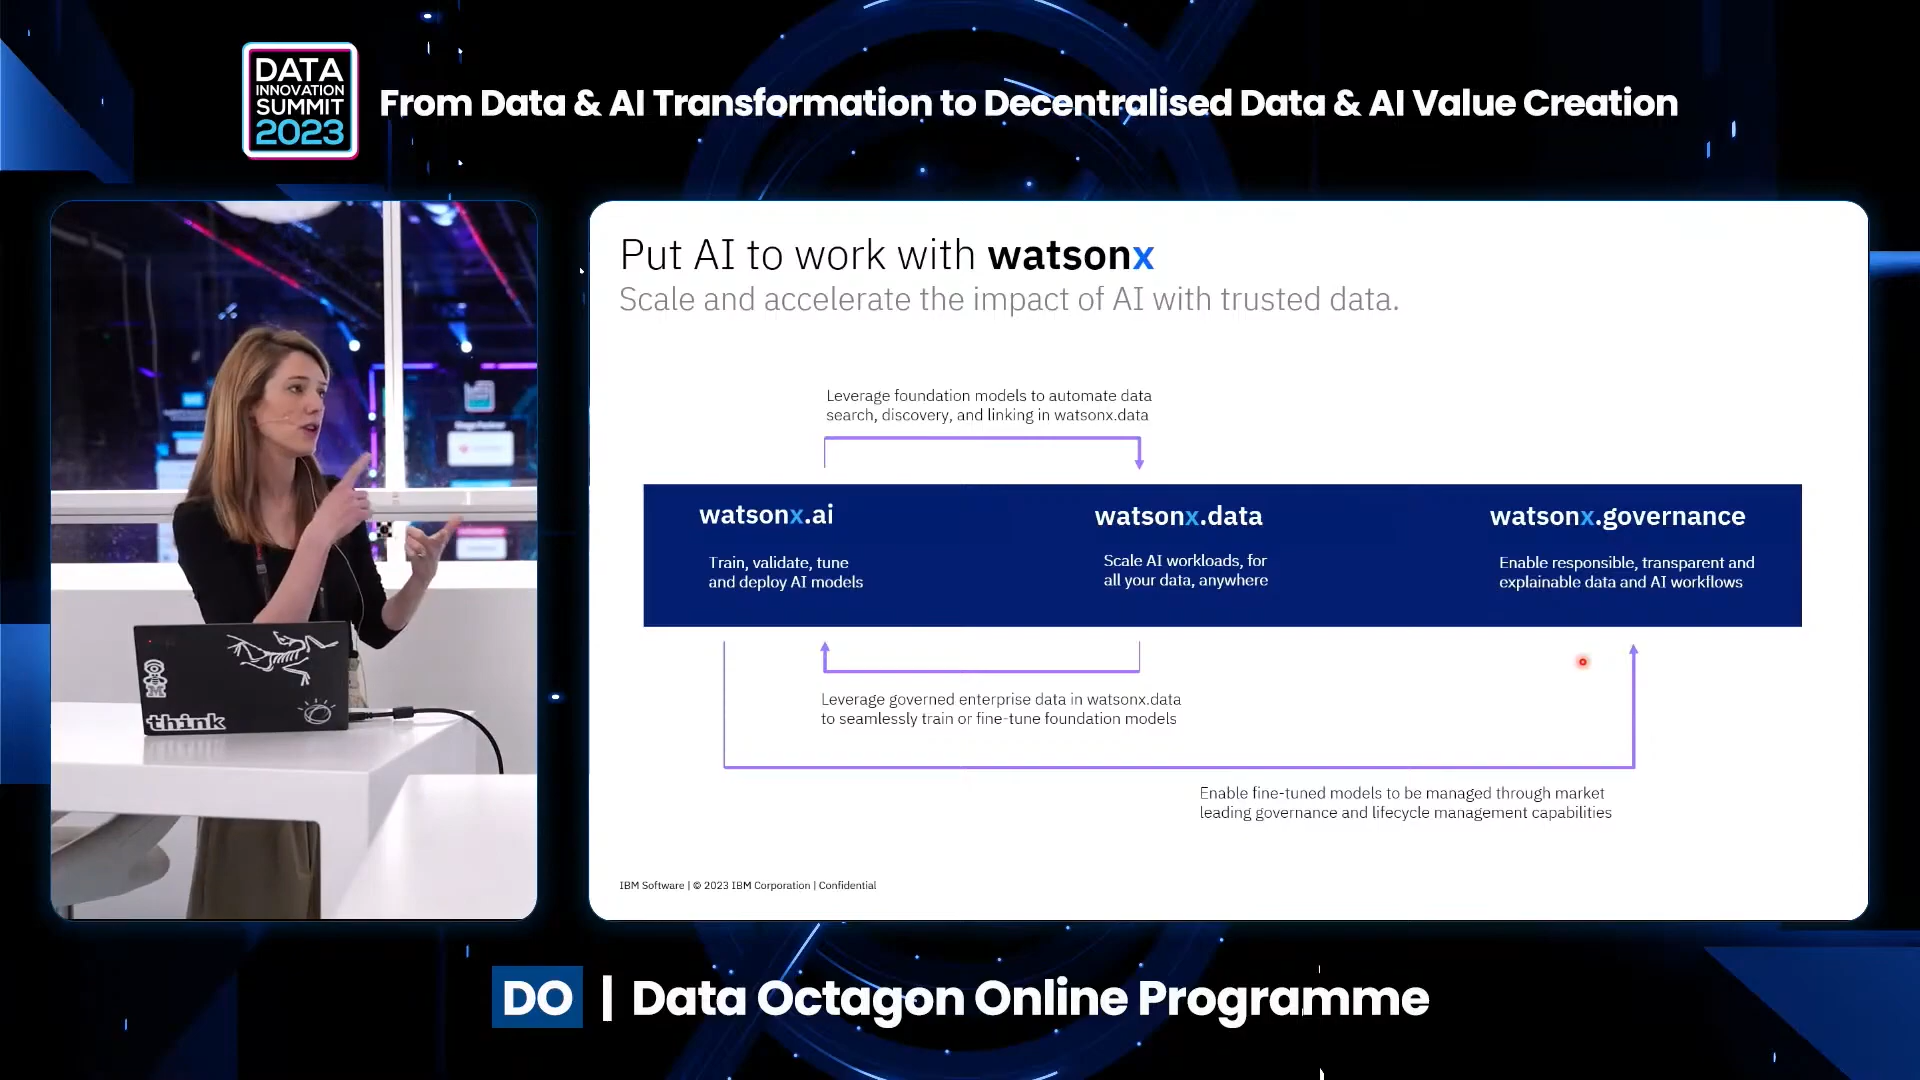 DATA
INNOVATION
SUMMIT
2023
From Data & AI Transformation to Decentralised Data & AI Value Creation
think
Put AI to work with watsonx
Scale and accelerate the impact of AI with trusted data.
Leverage foundation models to automate data
search, discovery, and linking in watsonx.data
watsonx.ai
Train, validate, tune
and deploy AI models
watsonx.data
Scale AI workloads, for
all your data, anywhere
watsonx.governance
Enable responsible, transparent and
explainable data and AI workflows
Leverage governed enterprise data in watsonx.data
to seamlessly train or fine-tune foundation models
Enable fine-tuned models to be managed through market
leading governance and lifecycle management capabilities
IBM Software | © 2023 IBM Corporation | Confidential
DO | Data Octagon Online Programme